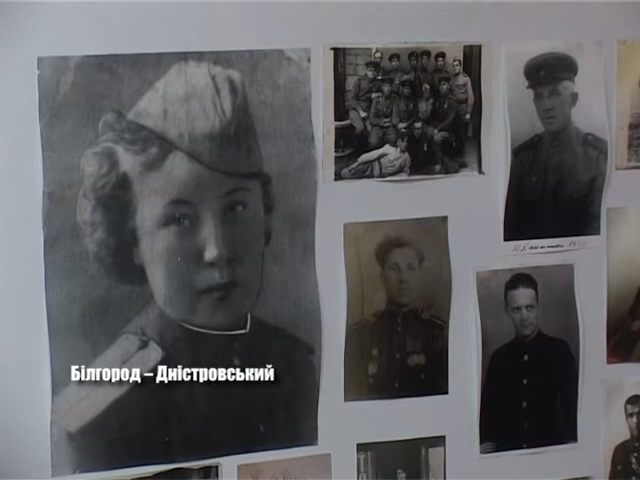 Білгород – Дністровський